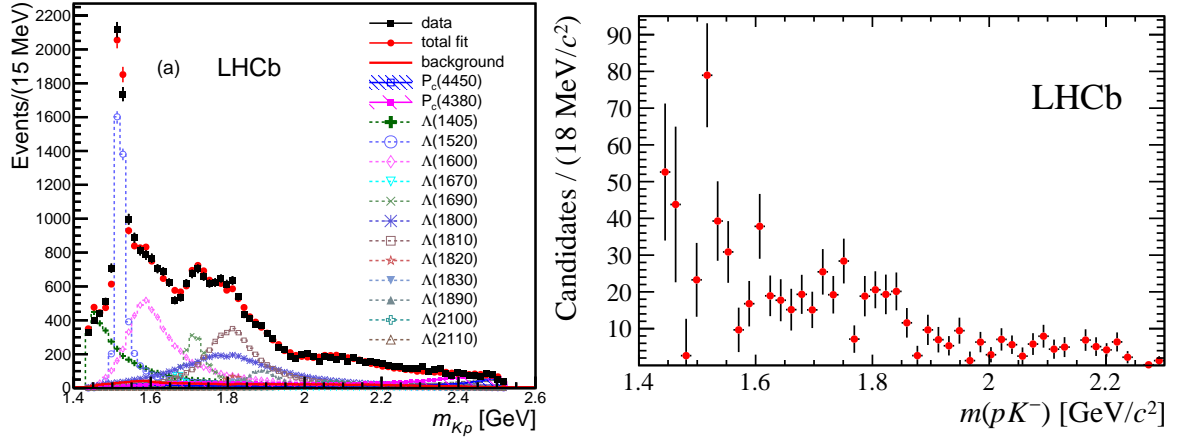 Events/(15 MeV)
2200
2000
1800
1600
1400
1200
1000
800
600
400
200
0
(a) LHCb
data
total fit
background
P_c(4450)
P_c(4380)
Λ(1405)
Λ(1520)
Λ(1600)
Λ(1670)
Λ(1690)
Λ(1800)
Λ(1810)
Λ(1820)
Λ(1830)
Λ(1890)
Λ(2100)
Λ(2110)
1.4 1.6 1.8 2.0 2.2 2.4 2.6
m_Kp [GeV]
Candidates / (18 MeV/c²)
90
80
70
60
50
40
30
20
10
LHCb
1.4 1.6 1.8 2 2.2
m(pK⁻) [GeV/c²]